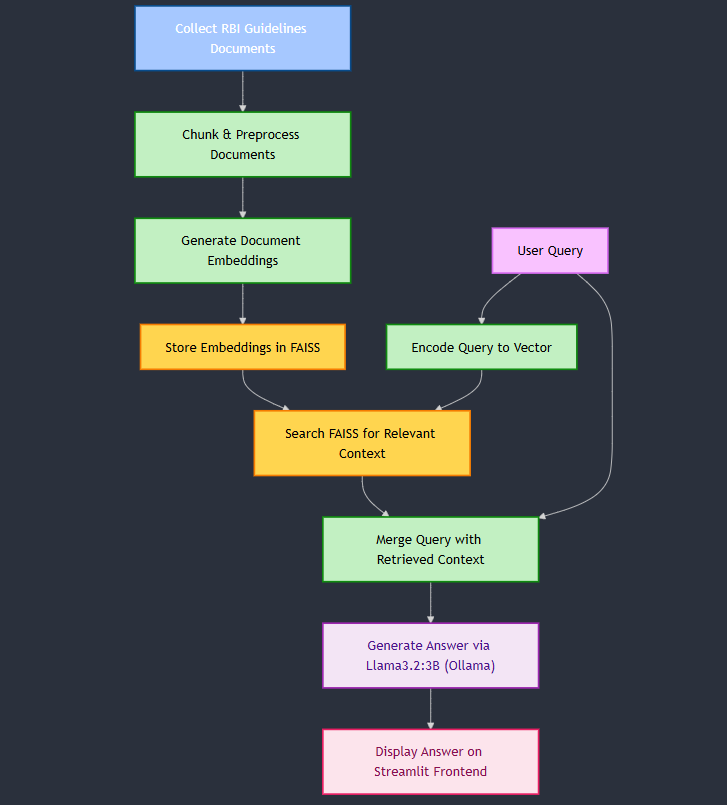 Collect RBI Guidelines
Documents
Chunk & Preprocess
Documents
Generate Document
Embeddings
User Query
Store Embeddings in FAISS
Encode Query to Vector
Search FAISS for Relevant
Context
Merge Query with
Retrieved Context
Generate Answer via
Llama3.2:3B (Ollama)
Display Answer on
Streamlit Frontend